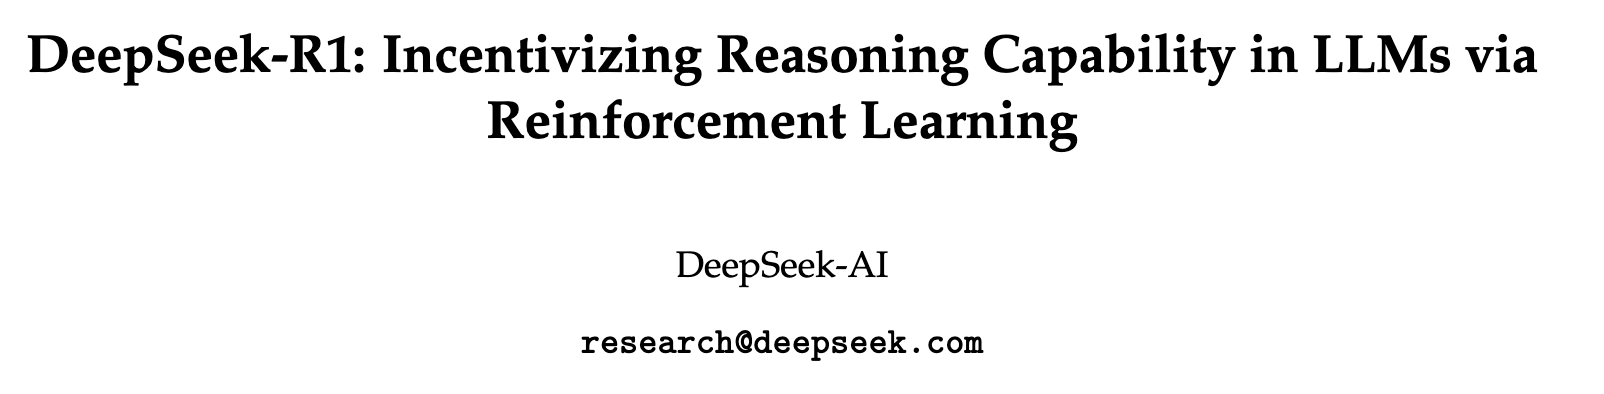 DeepSeek-R1: Incentivizing Reasoning Capability in LLMs via
Reinforcement Learning
DeepSeek-AI
research@deepseek.com